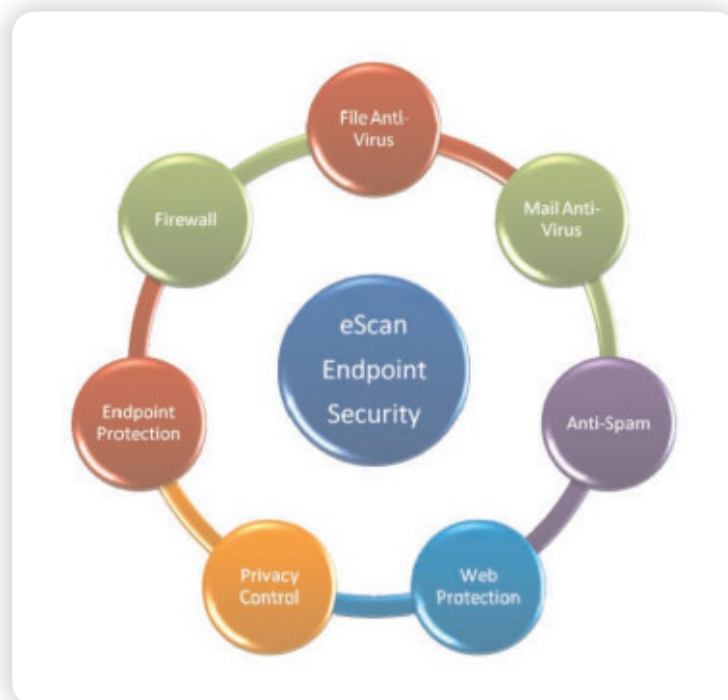 File Anti-
Virus
Mail Anti-
Virus
Anti-Spam
Web
Protection
Privacy
Control
Endpoint
Protection
Firewall
eScan
Endpoint
Security